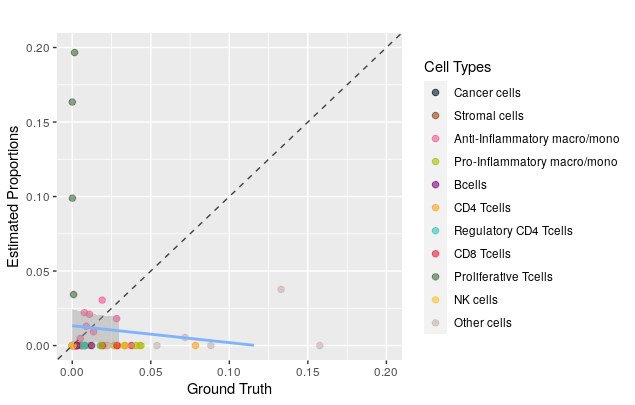 0.20
0.15
0.10
0.05
0.00
Estimated Proportions
0.00 0.05 0.10 0.15 0.20
Ground Truth
Cell Types
Cancer cells
Stromal cells
Anti-Inflammatory macro/mono
Pro-Inflammatory macro/mono
Bcells
CD4 Tcells
Regulatory CD4 Tcells
CD8 Tcells
Proliferative Tcells
NK cells
Other cells